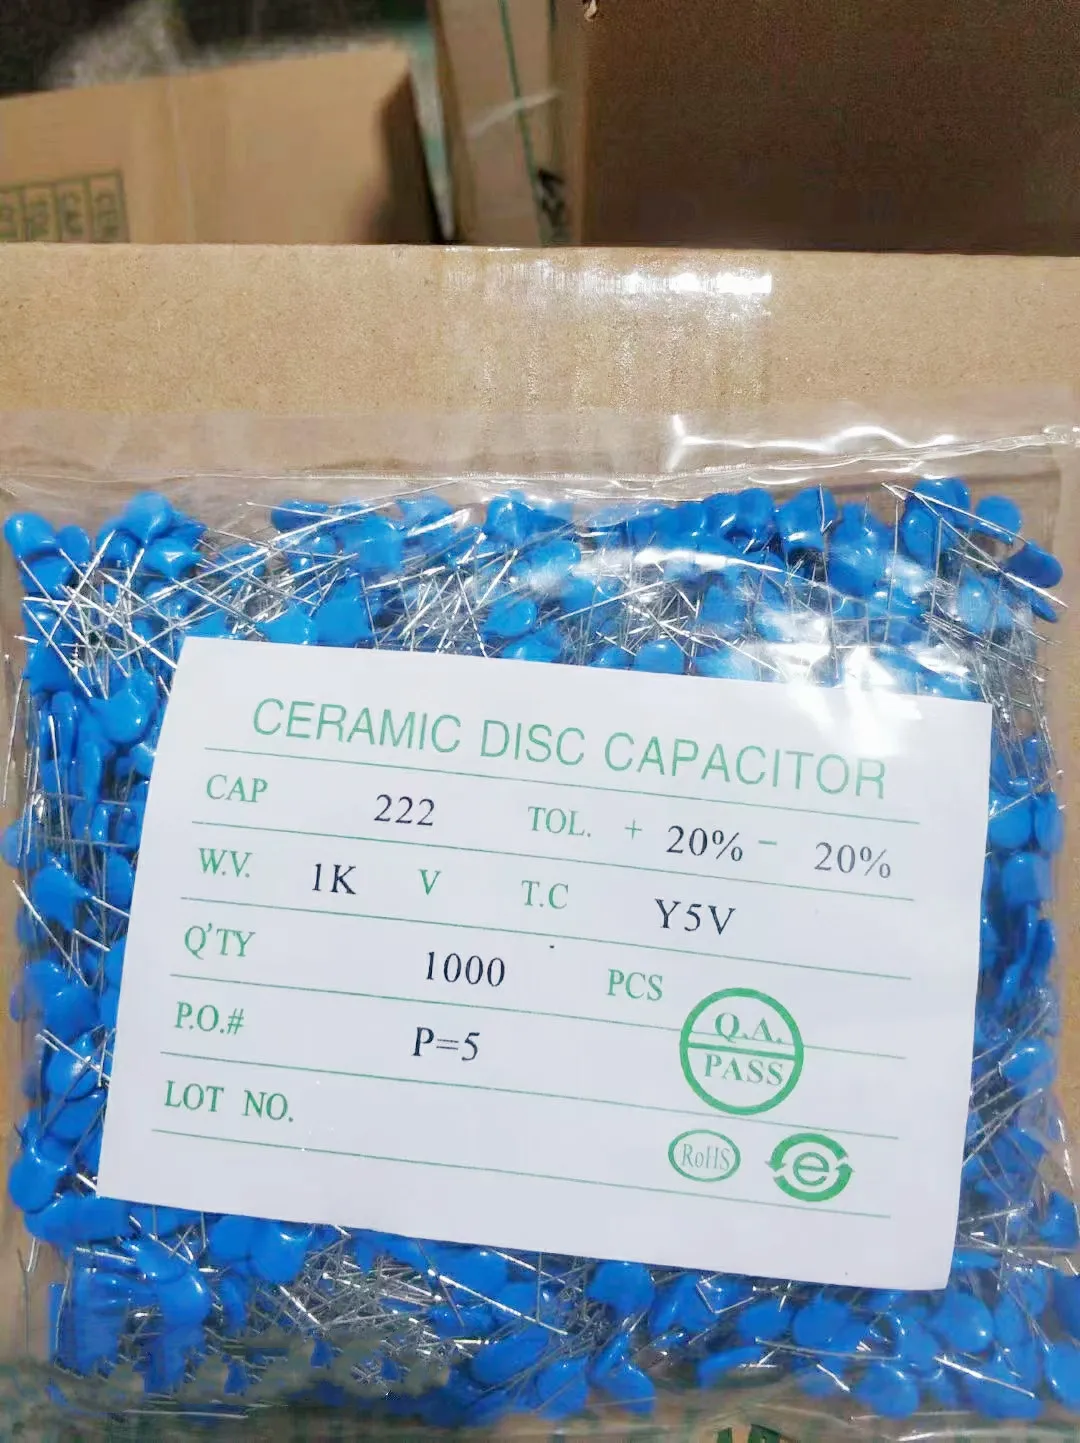 CERAMIC DISC CAPACITOR
CAP 222 TOL. + 20% - 20%
W.V. 1K V T.C Y5V
Q'TY 1000 PCS
P.O.# P=5
Q.A.
PASS
LOT NO.
RoHS
e